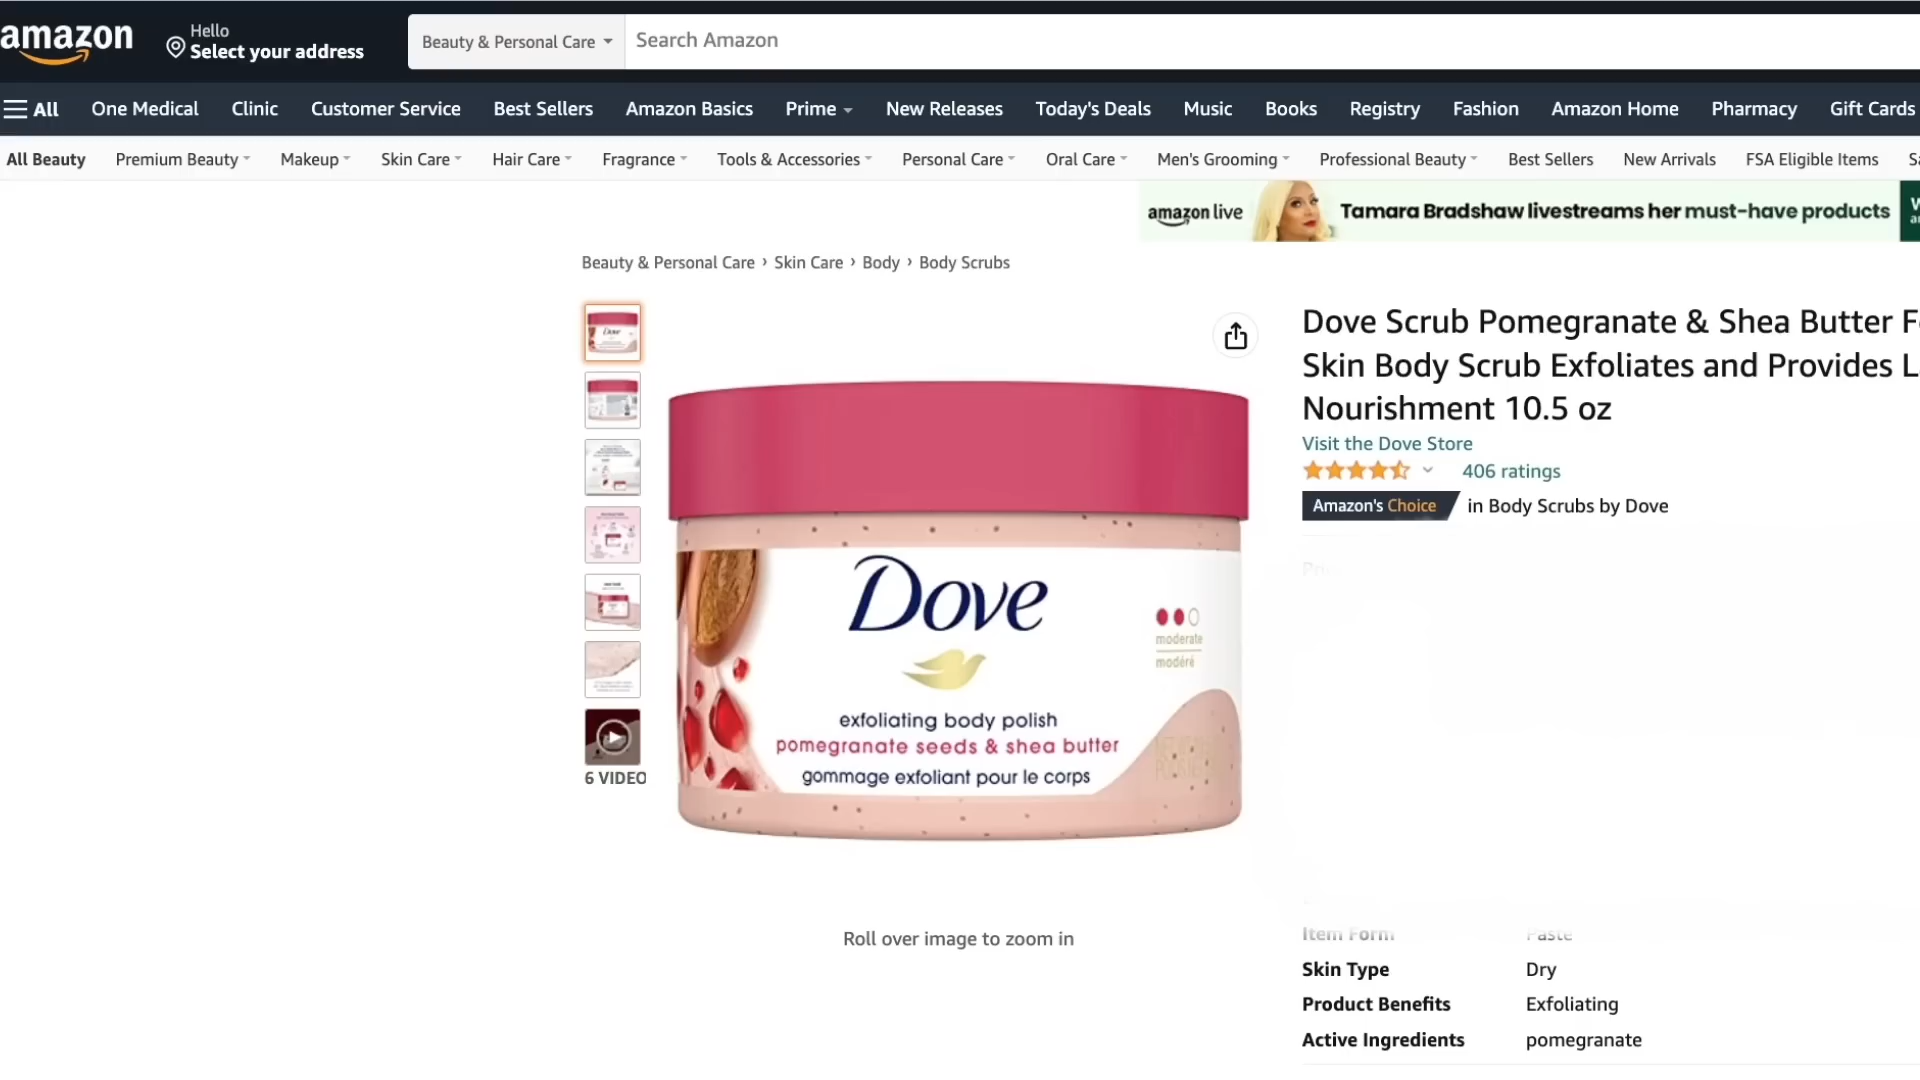 amazon
Hello
Select your address
Beauty & Personal Care
Search Amazon
All One Medical Clinic Customer Service Best Sellers Amazon Basics Prime New Releases Today's Deals Music Books Registry Fashion Amazon Home Pharmacy Gift Cards
All Beauty Premium Beauty Makeup Skin Care Hair Care Fragrance Tools & Accessories Personal Care Oral Care Men's Grooming Professional Beauty Best Sellers New Arrivals FSA Eligible Items
amazon live Tamara Bradshaw livestreams her must-have products
Beauty & Personal Care › Skin Care › Body › Body Scrubs
Dove Scrub Pomegranate & Shea Butter
Skin Body Scrub Exfoliates and Provides
Nourishment 10.5 oz
Visit the Dove Store
406 ratings
Amazon's Choice in Body Scrubs by Dove
Dove
moderate
modéré
exfoliating body polish
pomegranate seeds & shea butter
gommage exfoliant pour le corps
6 VIDEO
Roll over image to zoom in
Item Form Paste
Skin Type Dry
Product Benefits Exfoliating
Active Ingredients pomegranate